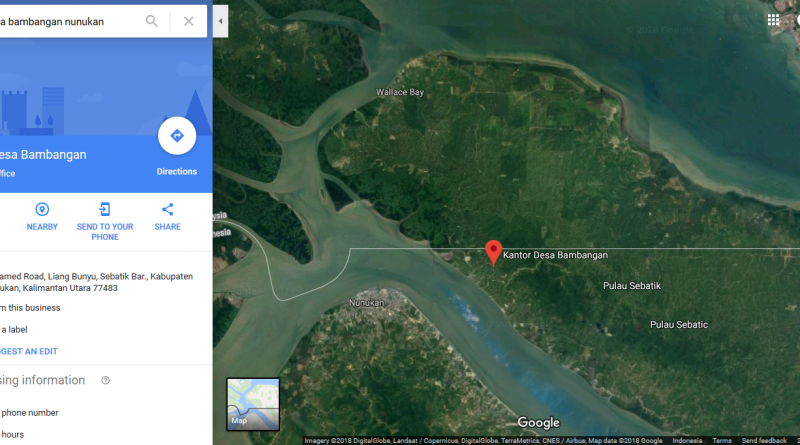 a bambangan nunukan
esa Bambangan
ffice
Directions
NEARBY
SEND TO YOUR
PHONE
SHARE
amed Road, Liang Bunyu, Sebatik Bar., Kabupaten
ukan, Kalimantan Utara 77483
m this business
a label
GGEST AN EDIT
sing information
phone number
hours
Wallace Bay
ysia
nesia
Kantor Desa Bambangan
Pulau Sebatik
Nunukan
Pulau Sebatic
Map
Google
Imagery ©2018 DigitalGlobe, Landsat / Copernicus, DigitalGlobe, TerraMetrics, CNES / Airbus, Map data ©2018 Google Indonesia Terms Send feedback